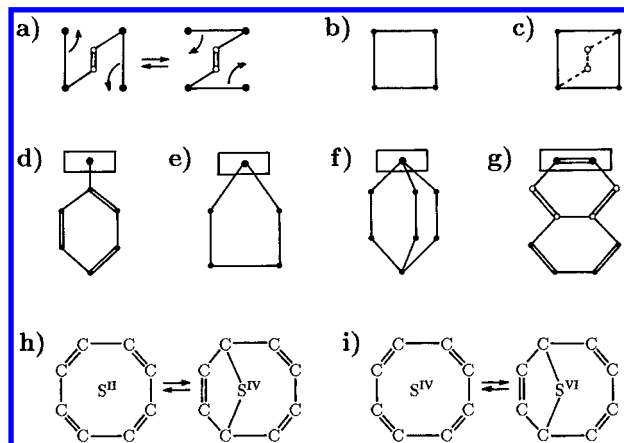 a) b) c)
d) e) f) g)
h) i)
C C C C C C C C S^II
C C C C C C C C S^IV
C C C C C C C C S^IV
C C C C C C C C S^VI